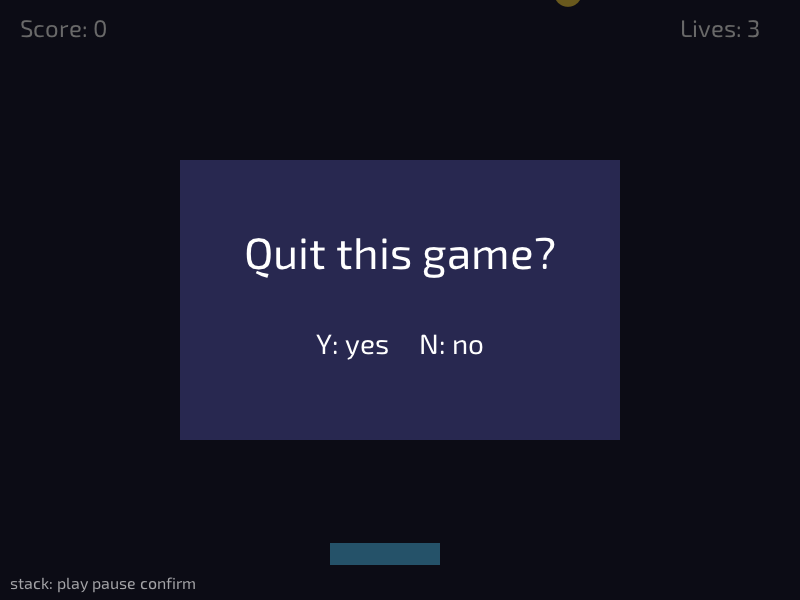 Score: 0
Lives: 3
Quit this game?
Y: yes N: no
stack: play pause confirm